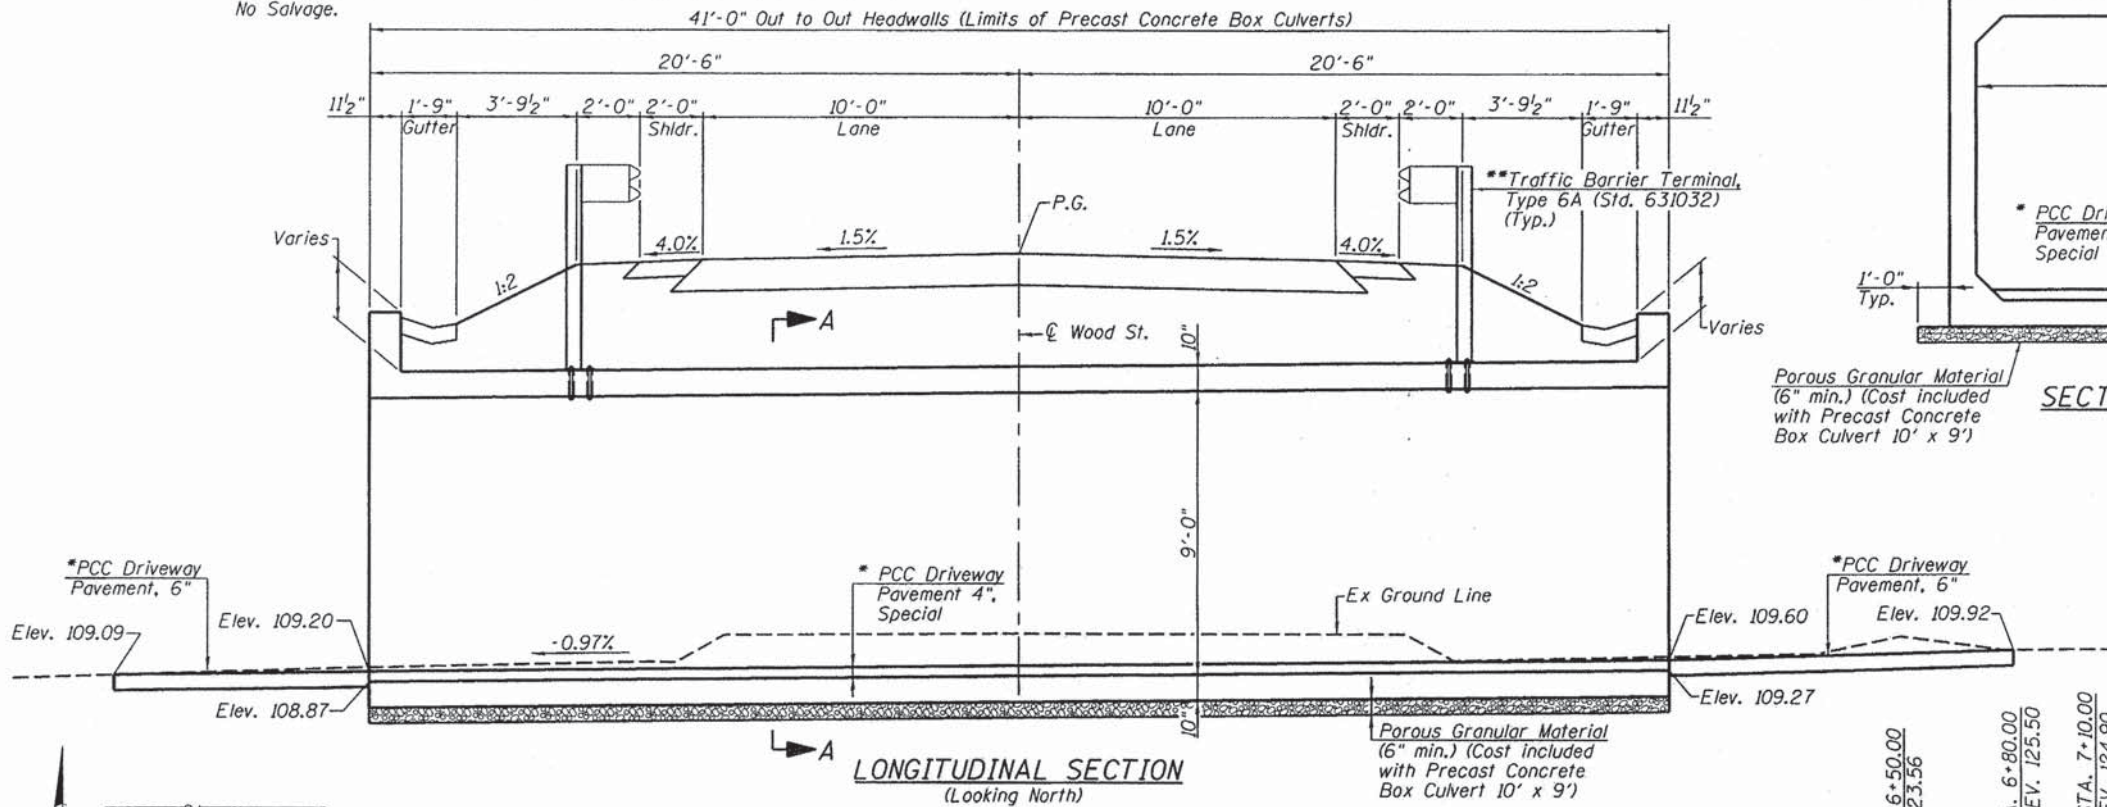 No Salvage.
41'-0" Out to Out Headwalls (Limits of Precast Concrete Box Culverts)
20'-6"
20'-6"
11½"
1'-9"
3'-9½"
2'-0"
2'-0"
10'-0"
10'-0"
2'-0"
2'-0"
3'-9½"
1'-9"
11½"
Gutter
Shldr.
Lane
Lane
Shldr.
Gutter
**Traffic Barrier Terminal,
Type 6A (Std. 631032)
(Typ.)
P.G.
Varies
4.0%
1.5%
1.5%
4.0%
1:2
1:2
A
℄ Wood St.
10"
Varies
* PCC Dri
Pavemen
Special
1'-0"
Typ.
Porous Granular Material
(6" min.) (Cost included
with Precast Concrete
Box Culvert 10' x 9')
SECT
9'-0"
*PCC Driveway
Pavement, 6"
* PCC Driveway
Pavement 4",
Special
Ex Ground Line
*PCC Driveway
Pavement, 6"
Elev. 109.09
Elev. 109.20
-0.97%
Elev. 109.60
Elev. 109.92
Elev. 108.87
Elev. 109.27
10"
A
Porous Granular Material
(6" min.) (Cost included
with Precast Concrete
Box Culvert 10' x 9')
LONGITUDINAL SECTION
(Looking North)
6+50.00
23.56
. 6+80.00
EV. 125.50
TA. 7+10.00
EV. 124.90